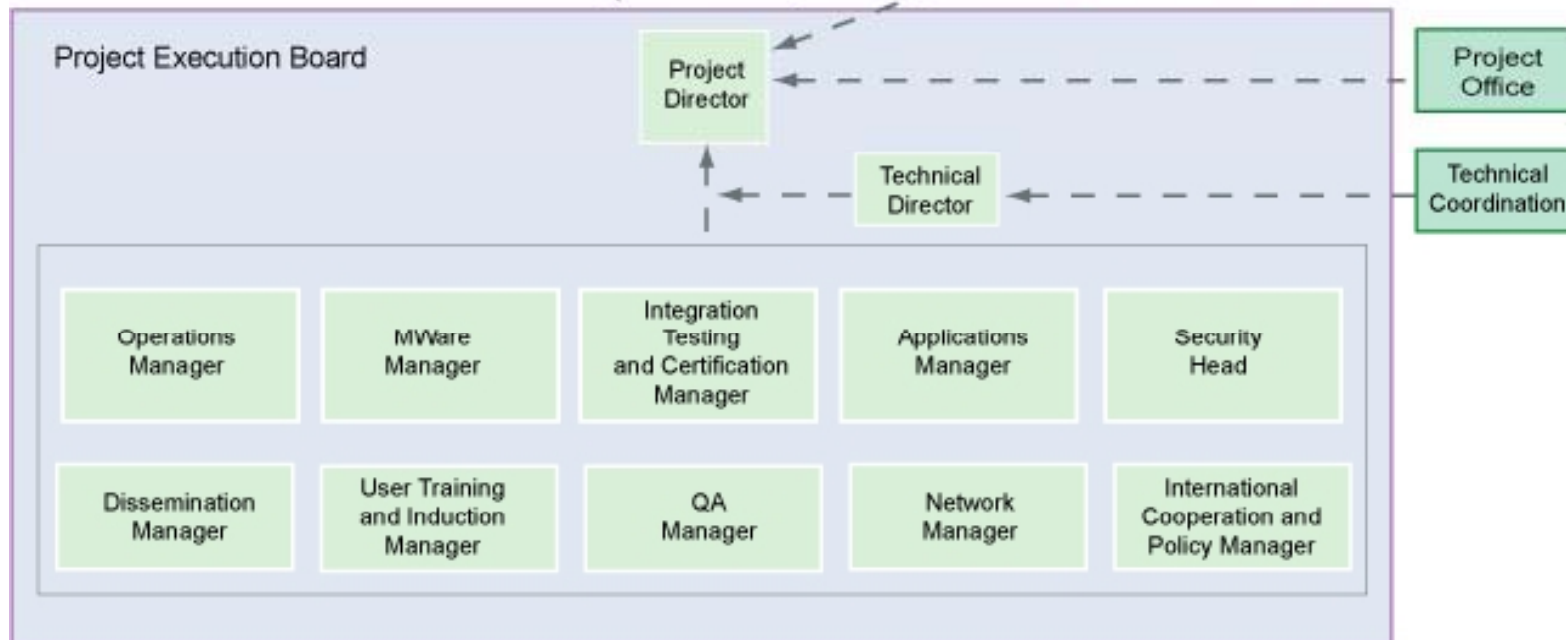 Project Execution Board
Project
Director
Project
Office
Technical
Director
Technical
Coordination
Operations
Manager
MWare
Manager
Integration
Testing
and Certification
Manager
Applications
Manager
Security
Head
Dissemination
Manager
User Training
and Induction
Manager
QA
Manager
Network
Manager
International
Cooperation and
Policy Manager